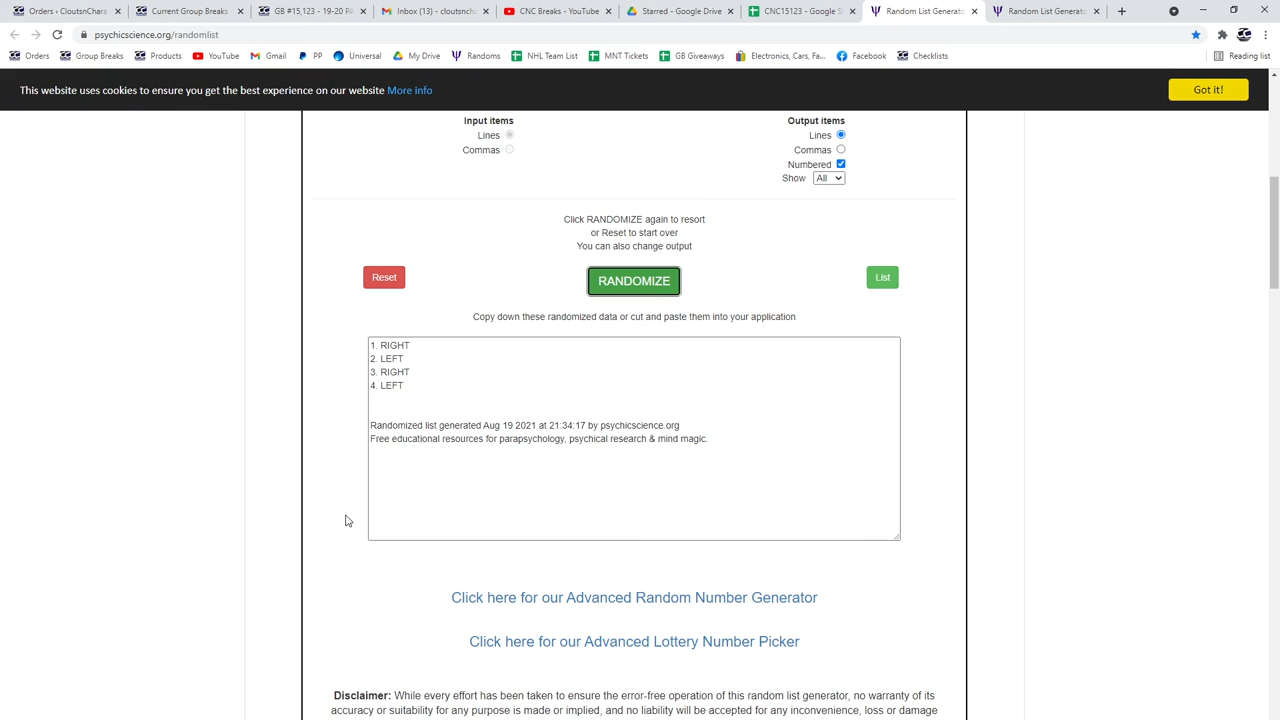 Orders ‹ CloutsnChara
Current Group Breaks
GB #15,123 - 19-20 PA
Inbox (13) - cloutsnch
CNC Breaks - YouTube
Starred - Google Drive
CNC15123 - Google S
Random List Generato
Random List Generato
psychicscience.org/randomlist
Orders
Group Breaks
Products
YouTube
Gmail
PP
Universal
My Drive
Randoms
NHL Team List
MNT Tickets
GB Giveaways
Electronics, Cars, Fa...
Facebook
Checklists
Reading list
This website uses cookies to ensure you get the best experience on our website More info
Got it!
Input items
Lines
Commas
Output items
Lines
Commas
Numbered
Show All
Click RANDOMIZE again to resort
or Reset to start over
You can also change output
Reset
RANDOMIZE
List
Copy down these randomized data or cut and paste them into your application
1. RIGHT
2. LEFT
3. RIGHT
4. LEFT
Randomized list generated Aug 19 2021 at 21:34:17 by psychicscience.org
Free educational resources for parapsychology, psychical research & mind magic.
Click here for our Advanced Random Number Generator
Click here for our Advanced Lottery Number Picker
Disclaimer: While every effort has been taken to ensure the error-free operation of this random list generator, no warranty of its
accuracy or suitability for any purpose is made or implied, and no liability will be accepted for any inconvenience, loss or damage